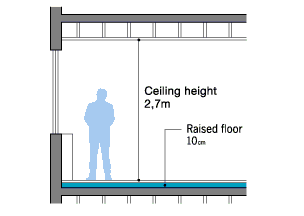 Ceiling height
2,7m
Raised floor
10cm